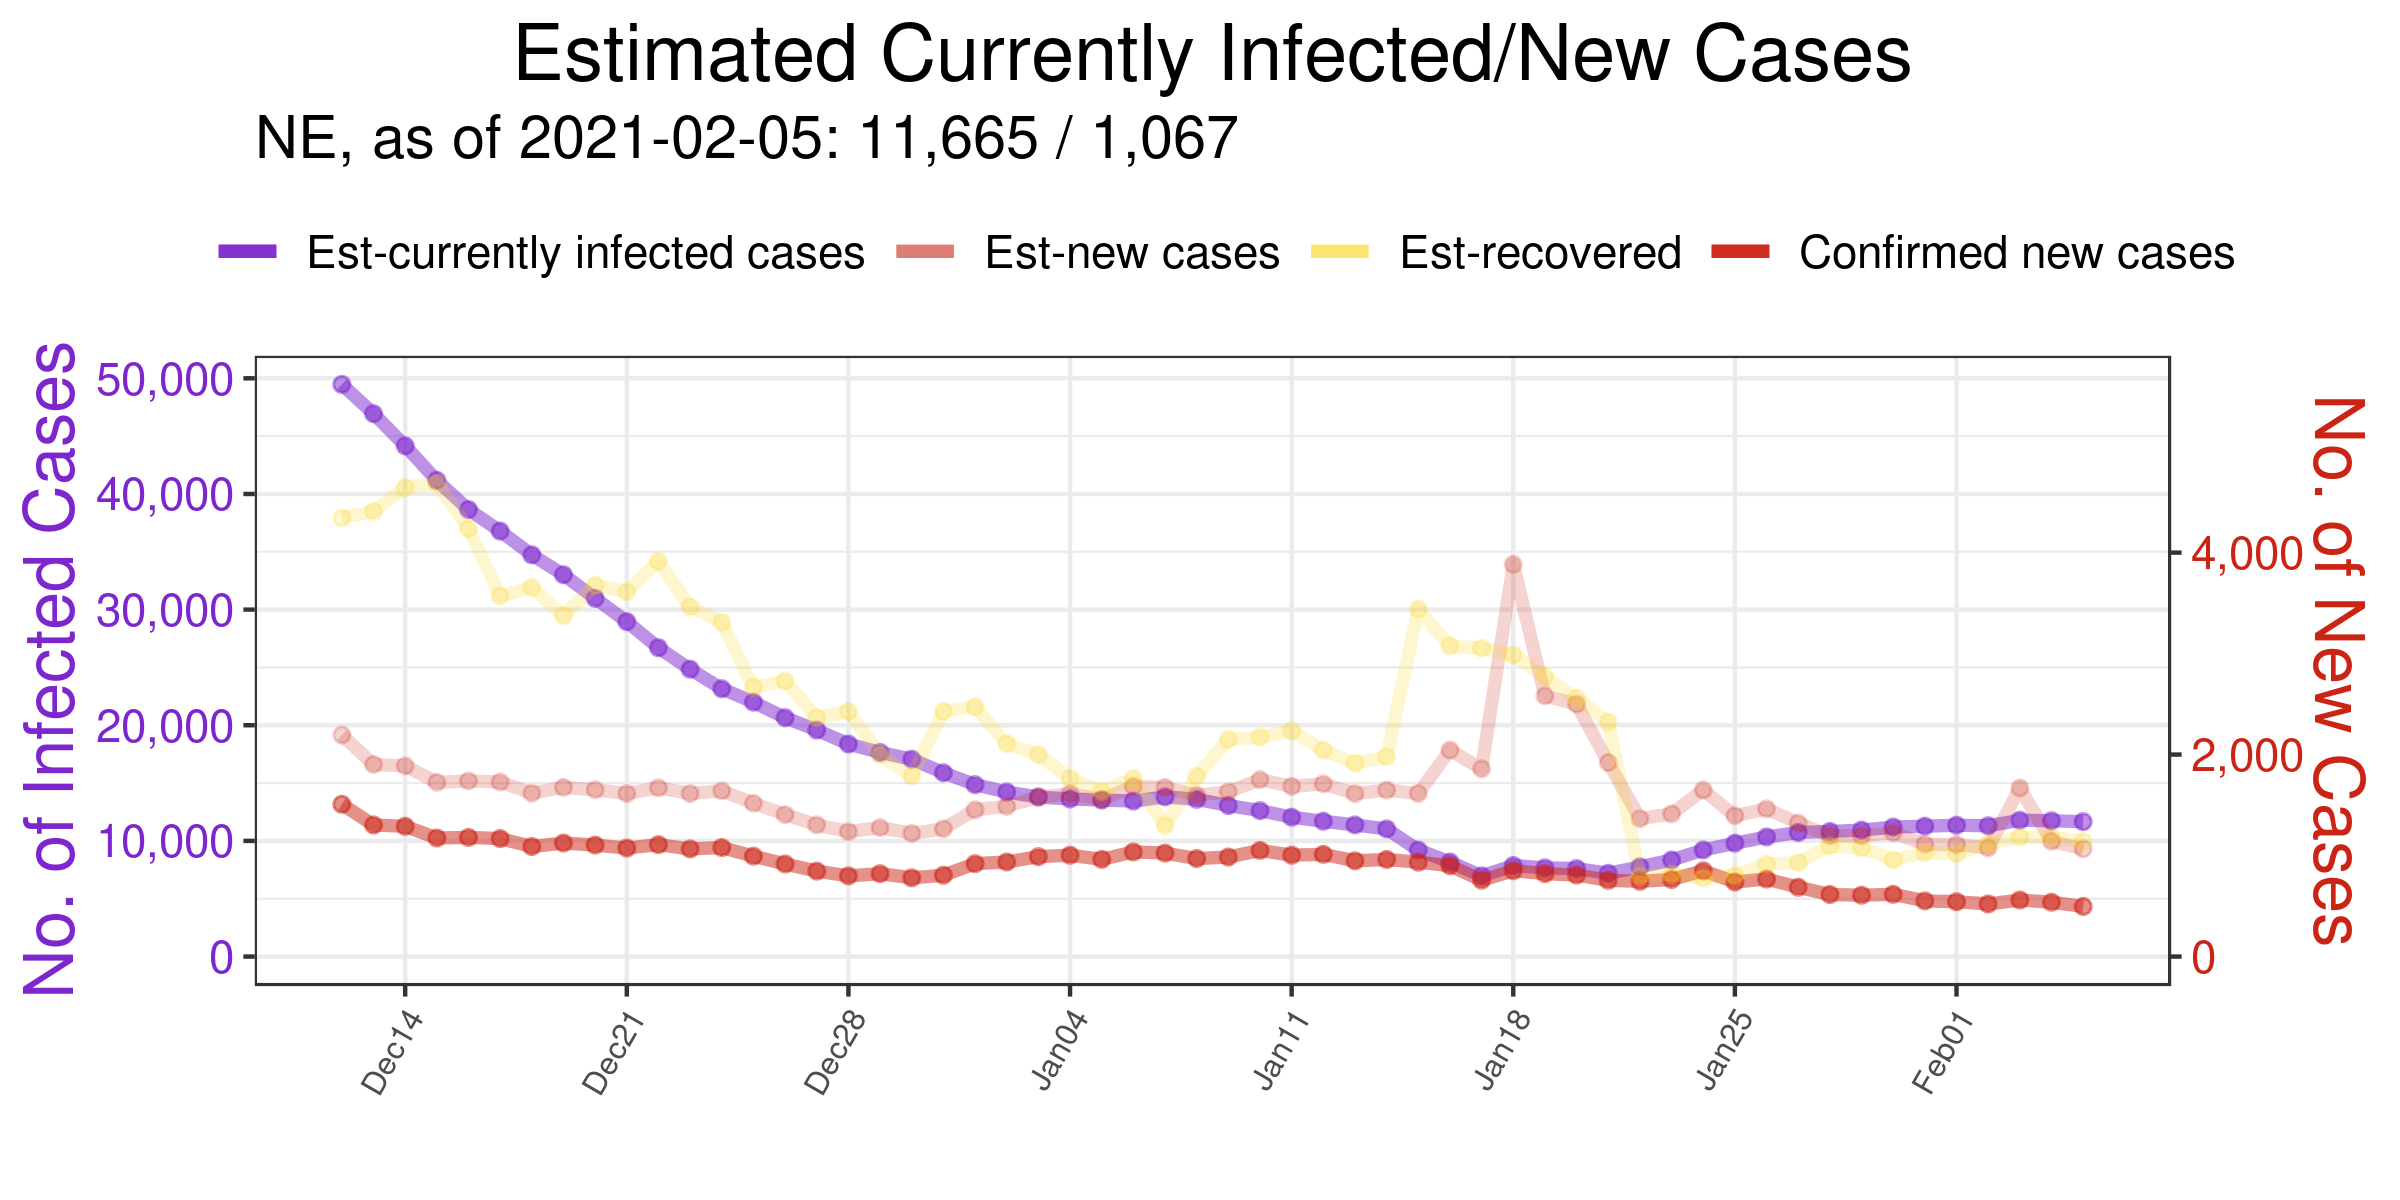 Estimated Currently Infected/New Cases
NE, as of 2021-02-05: 11,665 / 1,067
Est-currently infected cases Est-new cases Est-recovered Confirmed new cases
No. of Infected Cases
50,000
40,000
30,000
20,000
10,000
0
4,000
2,000
0
No. of New Cases
Dec14 Dec21 Dec28 Jan04 Jan11 Jan18 Jan25 Feb01